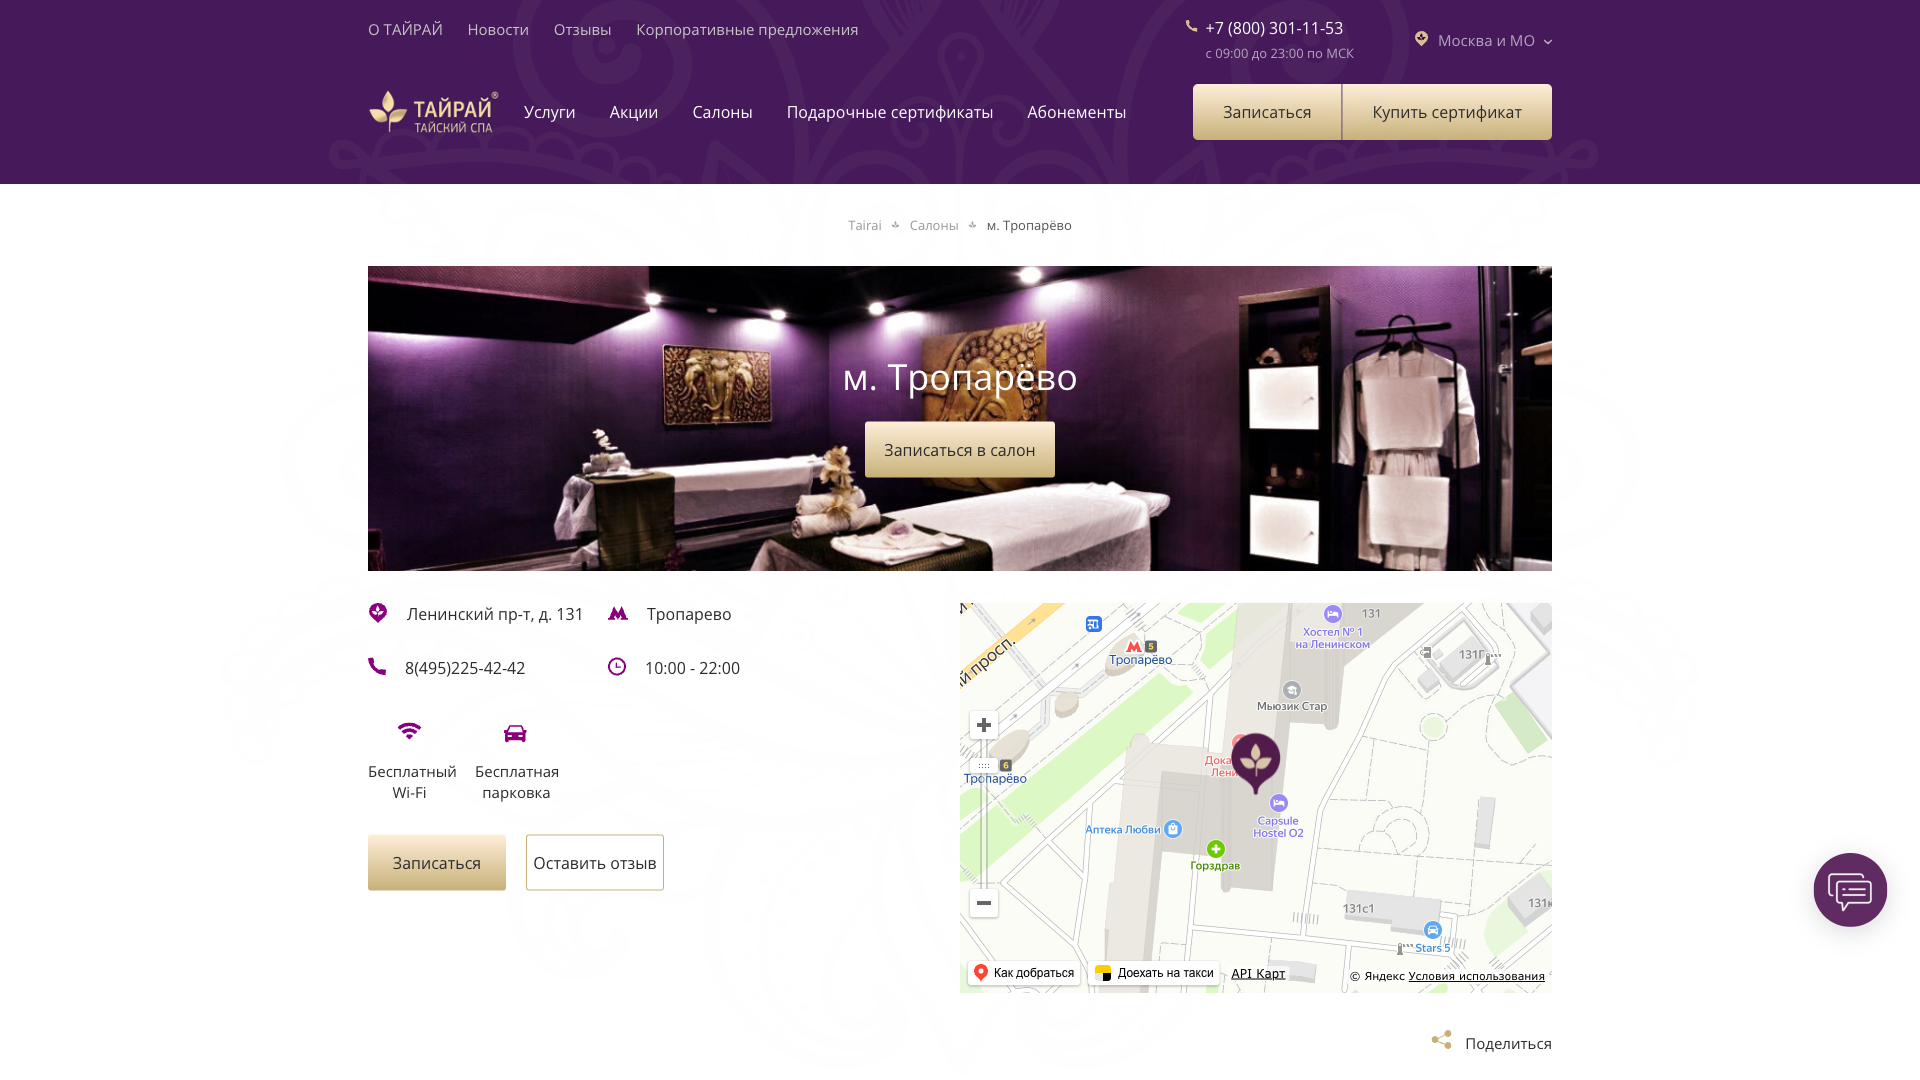 О ТАЙРАЙ
Новости
Отзывы
Корпоративные предложения
+7 (800) 301-11-53
с 09:00 до 23:00 по МСК
Москва и МО
ТАЙРАЙ®
ТАЙСКИЙ СПА
Услуги
Акции
Салоны
Подарочные сертификаты
Абонементы
Записаться
Купить сертификат
Tairai
Салоны
м. Тропарёво
м. Тропарёво
Записаться в салон
Ленинский пр-т, д. 131
Тропарево
8(495)225-42-42
10:00 - 22:00
Бесплатный
Wi-Fi
Бесплатная
парковка
Записаться
Оставить отзыв
просп.
5
Тропарёво
6
Тропарёво
131
Хостел № 1
на Ленинском
131Г
Мьюзик Стар
Capsule
Hostel O2
Аптека Любви
Горздрав
131с1
Stars 5
Как добраться
Доехать на такси
API Карт
© Яндекс Условия использования
Поделиться